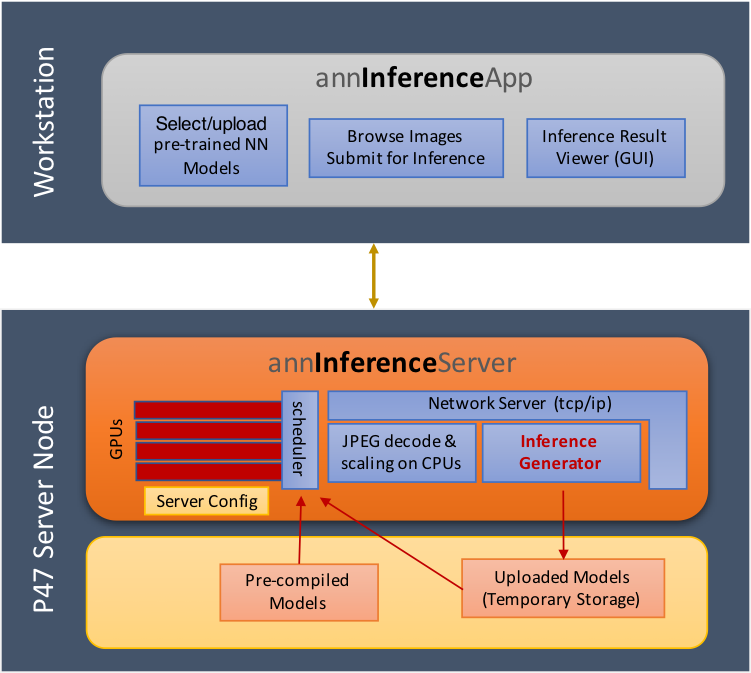 Workstation
annInferenceApp
Select/upload
pre-trained NN
Models
Browse Images
Submit for Inference
Inference Result
Viewer (GUI)
P47 Server Node
annInferenceServer
GPUs
scheduler
Network Server (tcp/ip)
JPEG decode &
scaling on CPUs
Inference
Generator
Server Config
Pre-compiled
Models
Uploaded Models
(Temporary Storage)